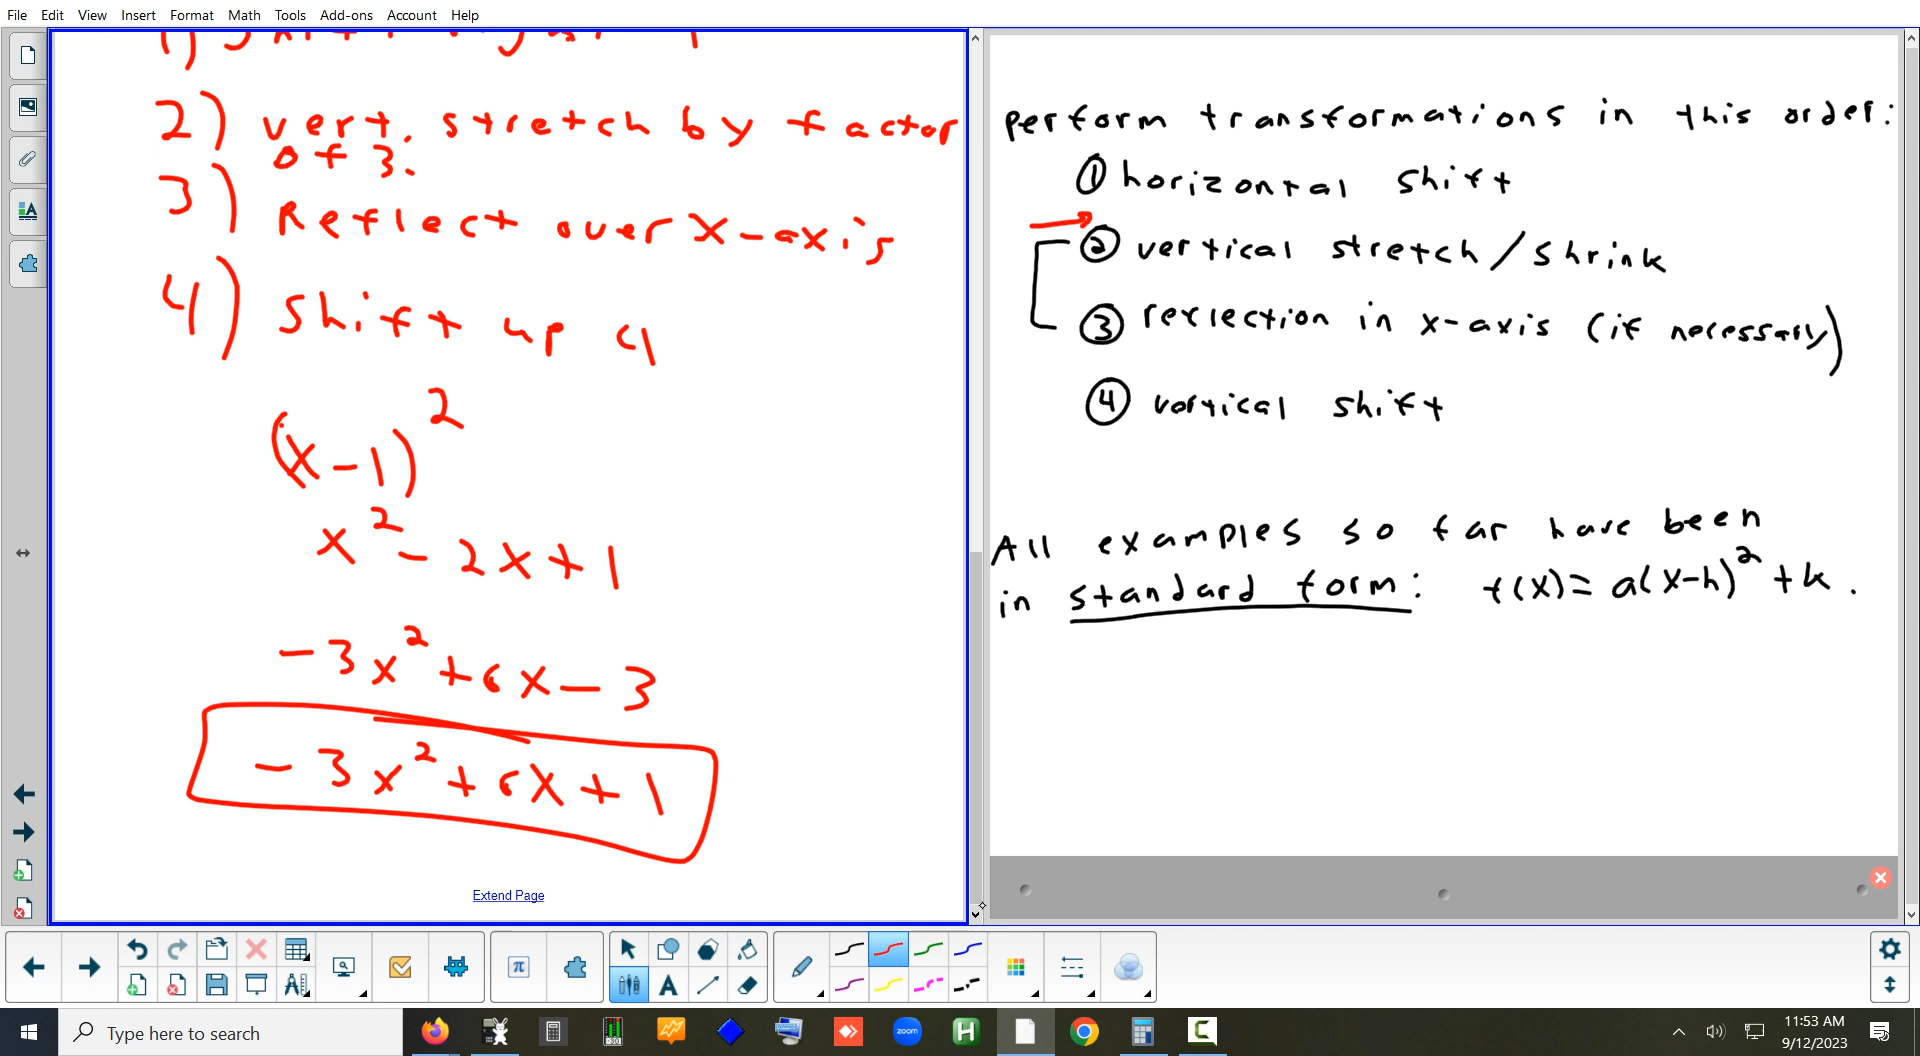 File Edit View Insert Format Math Tools Add-ons Account Help
2) vert. stretch by factor
of 3.
3) Reflect over x-axis
4) Shift up 4
(x-1)²
x² - 2x + 1
-3x² + 6x - 3
-3x² + 6x + 1
Extend Page
perform transformations in this order:
① horizontal shift
② vertical stretch/shrink
③ reflection in x-axis (if necessary)
④ vertical shift
All examples so far have been
in standard form: f(x) = a(x-h)² + k.
Type here to search
zoom
11:53 AM
9/12/2023